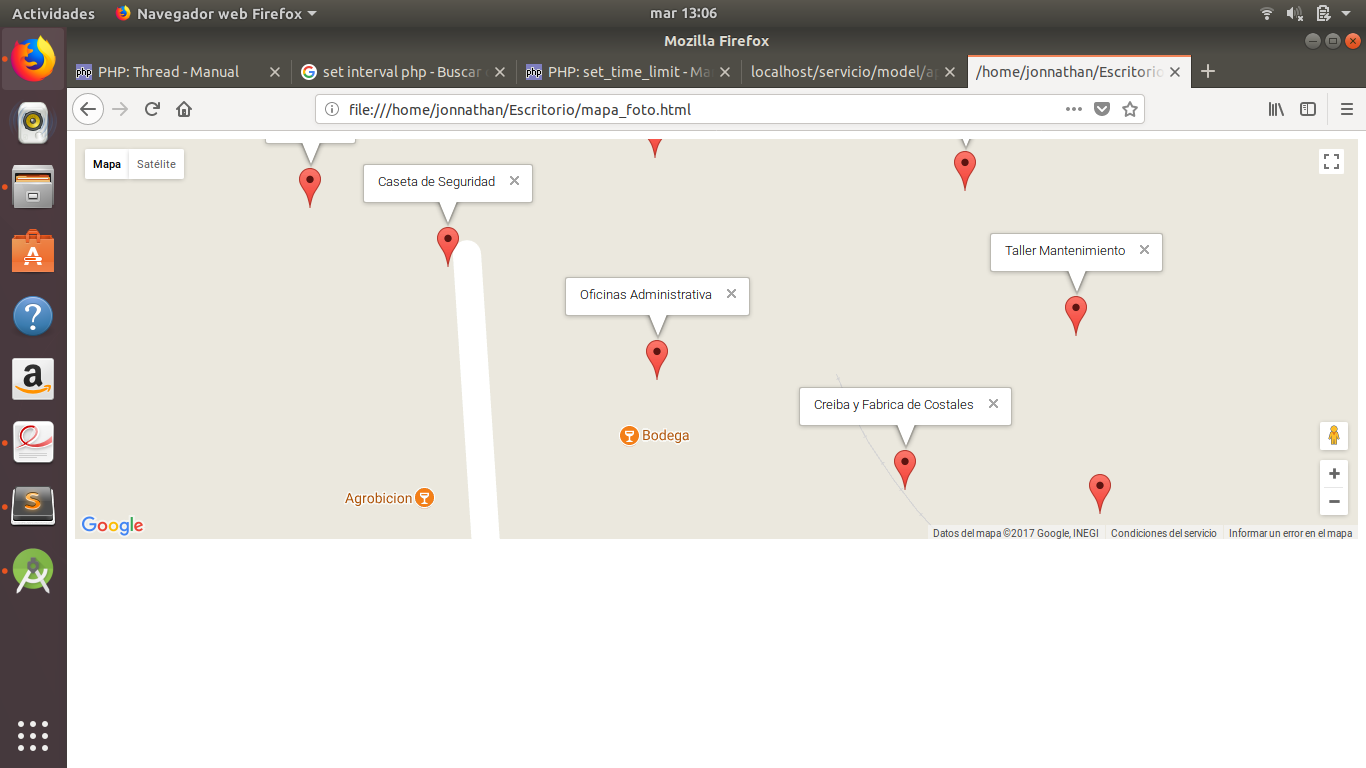 Actividades
Navegador web Firefox
mar 13:06
Mozilla Firefox
php PHP: Thread - Manual
set interval php - Buscar
php PHP: set_time_limit - Ma
localhost/servicio/model/ap
/home/jonnathan/Escritorio
file:///home/jonnathan/Escritorio/mapa_foto.html
Mapa
Satélite
Caseta de Seguridad
Taller Mantenimiento
Oficinas Administrativa
Creiba y Fabrica de Costales
Bodega
Agrobicion
Google
Datos del mapa ©2017 Google, INEGI
Condiciones del servicio
Informar un error en el mapa